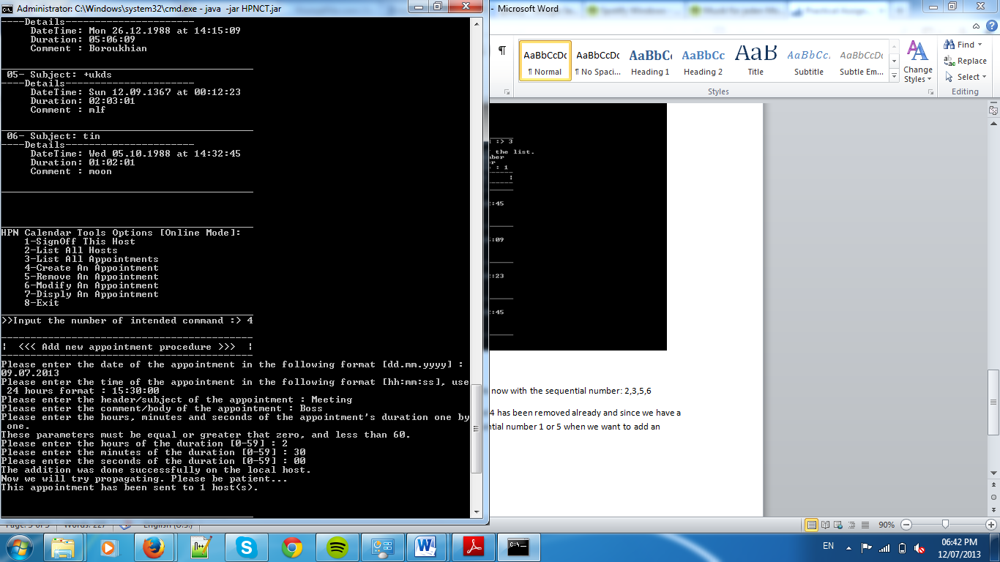 Administrator: C:\Windows\system32\cmd.exe - java -jar HPNCT.jar
----Details----------------------
DateTime: Mon 26.12.1988 at 14:15:09
Duration: 05:06:09
Comment : Boroukhian
05- Subject: +ukds
----Details----------------------
DateTime: Sun 12.09.1367 at 00:12:23
Duration: 02:03:01
Comment : mlf
06- Subject: tin
----Details----------------------
DateTime: Wed 05.10.1988 at 14:32:45
Duration: 01:02:01
Comment : moon
HPN Calendar Tools Options [Online Mode]:
1-SignOff This Host
2-List All Hosts
3-List All Appointments
4-Create An Appointment
5-Remove An Appointment
6-Modify An Appointment
7-Disply An Appointment
8-Exit
>>Input the number of intended command :> 4
¦ <<< Add new appointment procedure >>> ¦
Please enter the date of the appointment in the following format [dd.mm.yyyy] :
09.07.2013
Please enter the time of the appointment in the following format [hh:mm:ss], use
24 hours format : 15:30:00
Please enter the header/subject of the appointment : Meeting
Please enter the comment/body of the appointment : Boss
Please enter the hours, minutes and seconds of the appointment's duration one by
one.
These parameters must be equal or greater that zero, and less than 60.
Please enter the hours of the duration [0-59] : 2
Please enter the minutes of the duration [0-59] : 30
Please enter the seconds of the duration [0-59] : 00
The addition was done successfully on the local host.
Now we will try propagating. Please be patient...
This appointment has been sent to 1 host(s).
- Microsoft Word
AaBbCcDc AaBbCcDc AaBbCc AaBbCc AaB AaBbCc. AaBbCcDc
¶ Normal ¶ No Spaci... Heading 1 Heading 2 Title Subtitle Subtle Em...
Change Styles
Find
Replace
Select
Styles
Editing
:> 3
the list.
: 1
:45
:09
:23
:45
now with the sequential number: 2,3,5,6
4 has been removed already and since we have a
ntial number 1 or 5 when we want to add an
Words: 227
English (U.S.)
90%
EN
06:42 PM
12/07/2013